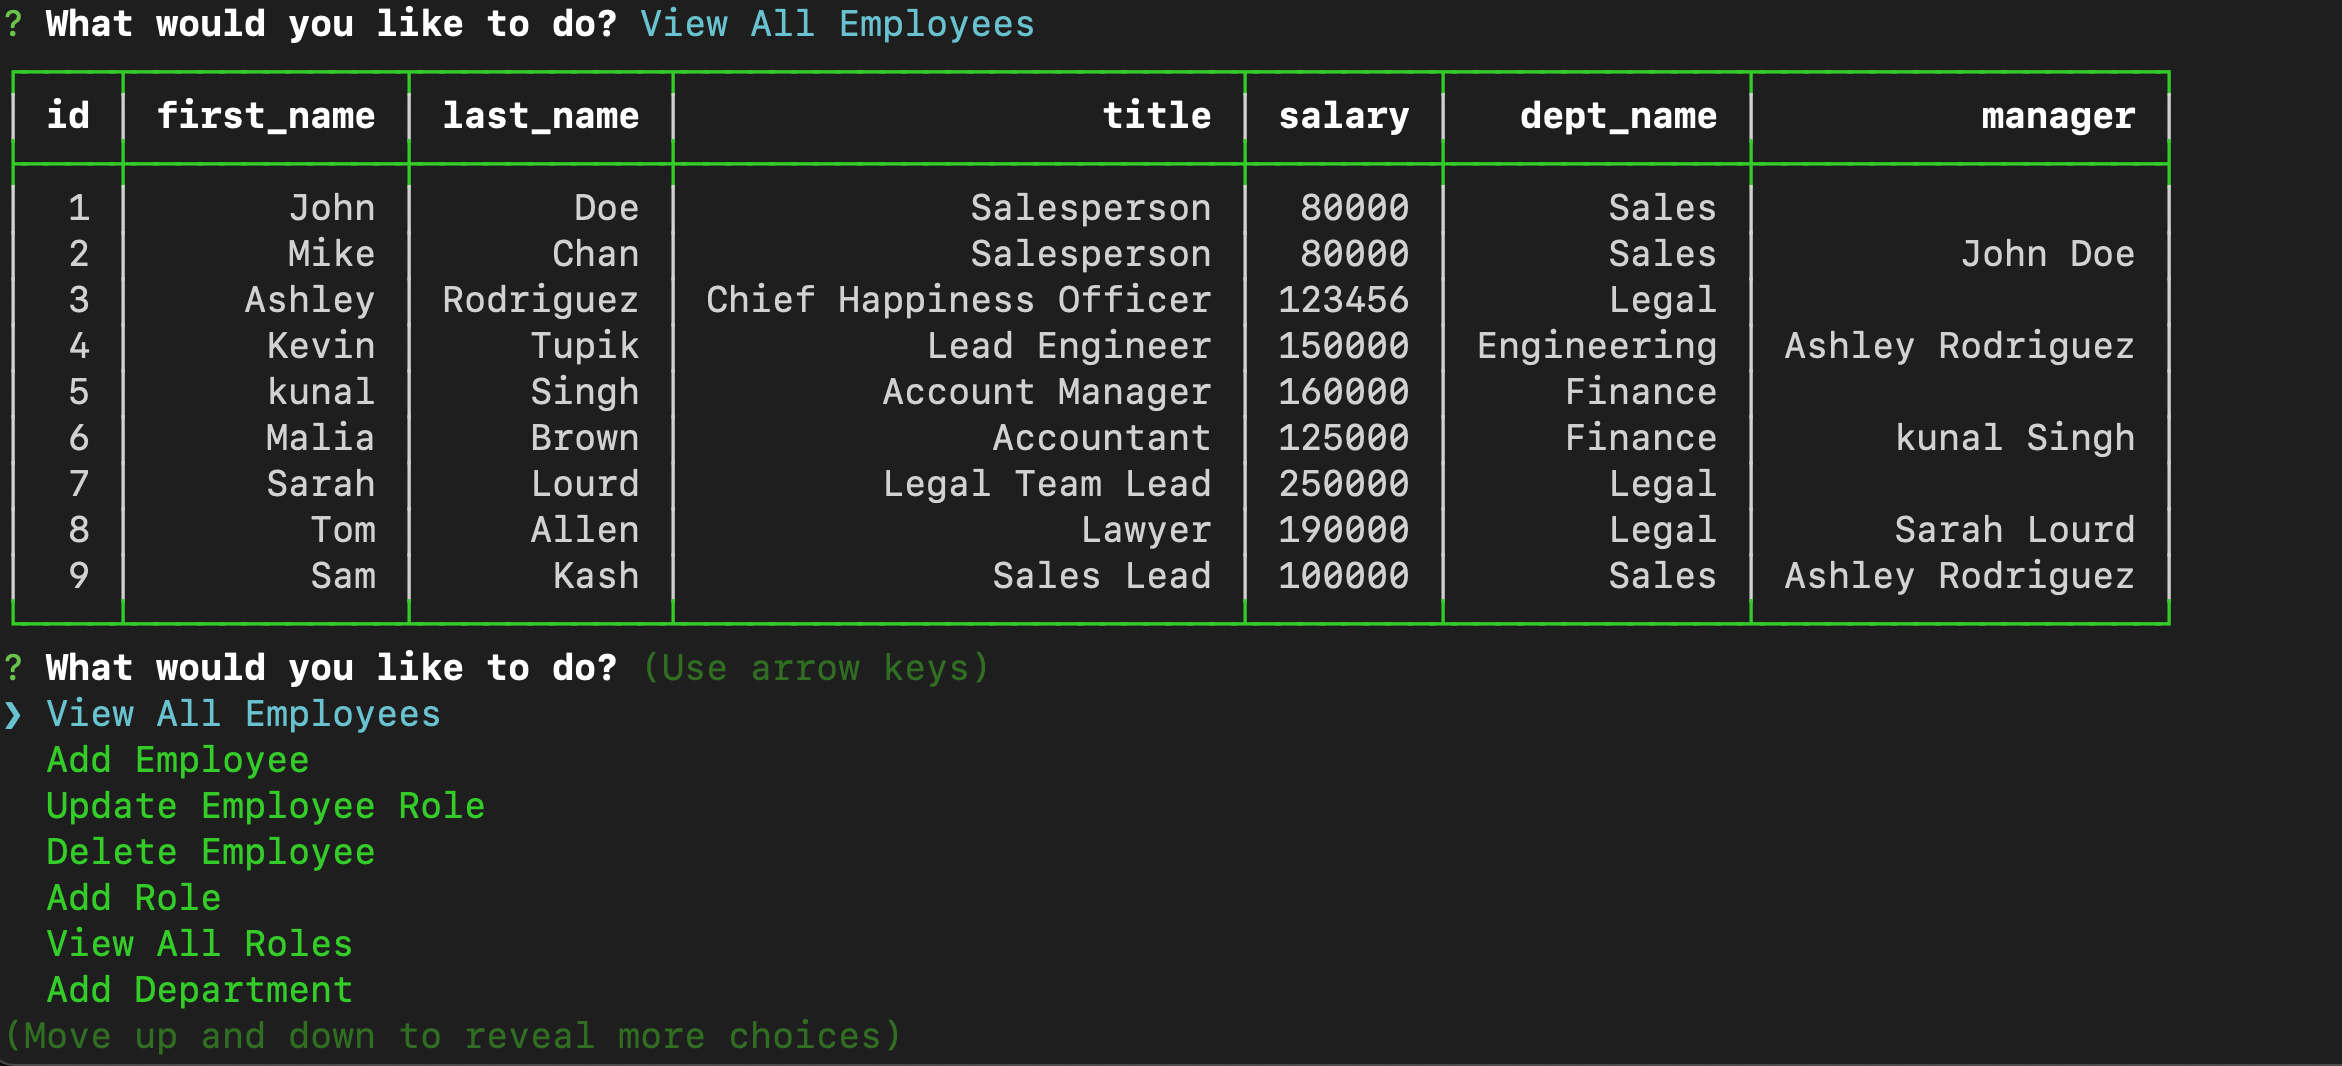 ? What would you like to do? View All Employees
id first_name last_name title salary dept_name manager
1 John Doe Salesperson 80000 Sales
2 Mike Chan Salesperson 80000 Sales John Doe
3 Ashley Rodriguez Chief Happiness Officer 123456 Legal
4 Kevin Tupik Lead Engineer 150000 Engineering Ashley Rodriguez
5 kunal Singh Account Manager 160000 Finance
6 Malia Brown Accountant 125000 Finance kunal Singh
7 Sarah Lourd Legal Team Lead 250000 Legal
8 Tom Allen Lawyer 190000 Legal Sarah Lourd
9 Sam Kash Sales Lead 100000 Sales Ashley Rodriguez
? What would you like to do? (Use arrow keys)
❯ View All Employees
Add Employee
Update Employee Role
Delete Employee
Add Role
View All Roles
Add Department
(Move up and down to reveal more choices)